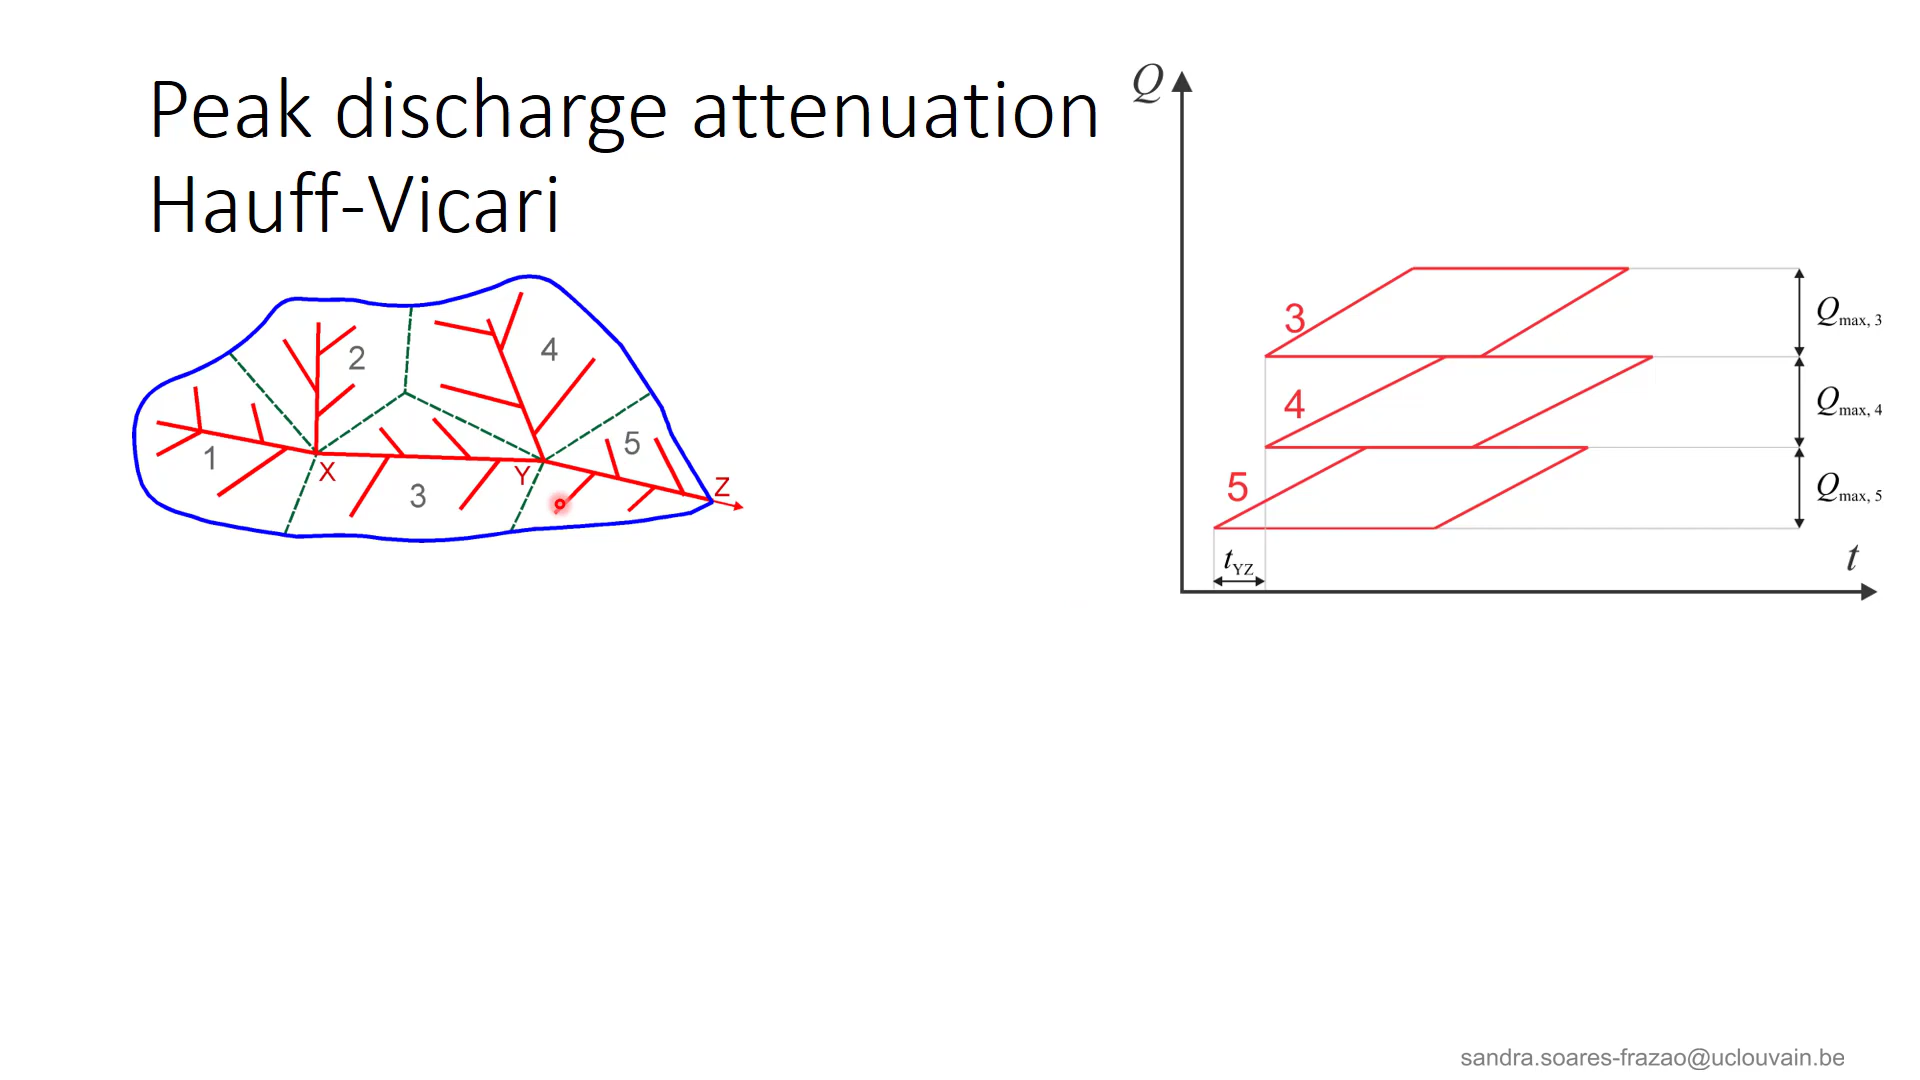 Peak discharge attenuation
Hauff-Vicari
1
2
3
4
5
X
Y
Z
Q
3
4
5
Qmax, 3
Qmax, 4
Qmax, 5
tYZ
t
sandra.soares-frazao@uclouvain.be